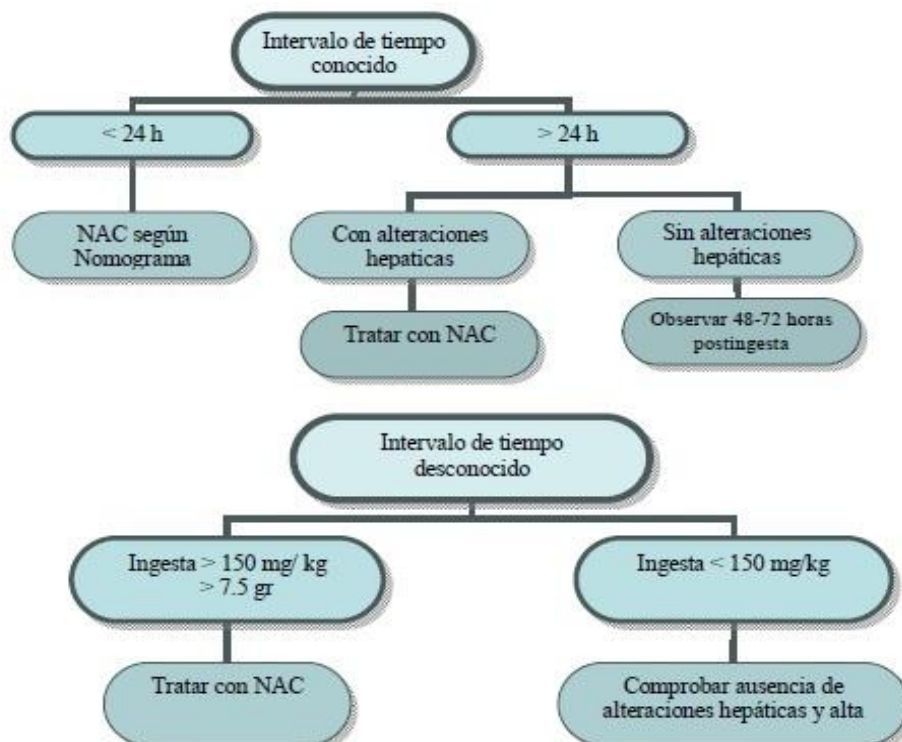 Intervalo de tiempo
conocido
< 24 h
> 24 h
NAC según
Nomograma
Con alteraciones
hepaticas
Sin alteraciones
hepáticas
Tratar con NAC
Observar 48-72 horas
postingesta
Intervalo de tiempo
desconocido
Ingesta > 150 mg/ kg
> 7.5 gr
Ingesta < 150 mg/kg
Tratar con NAC
Comprobar ausencia de
alteraciones hepáticas y alta